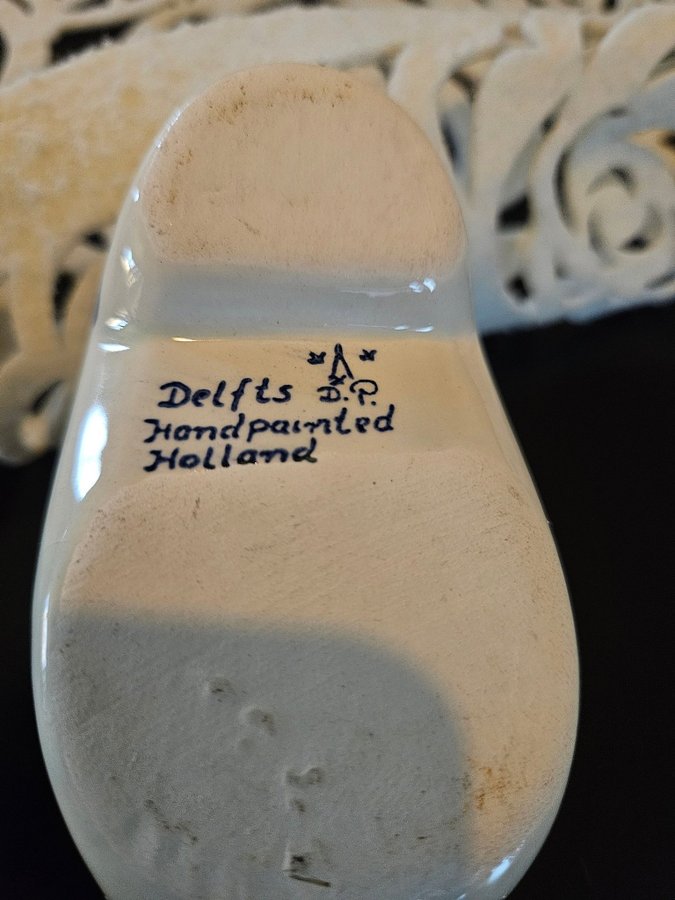 Delfts D.P.
Handpainted
Holland